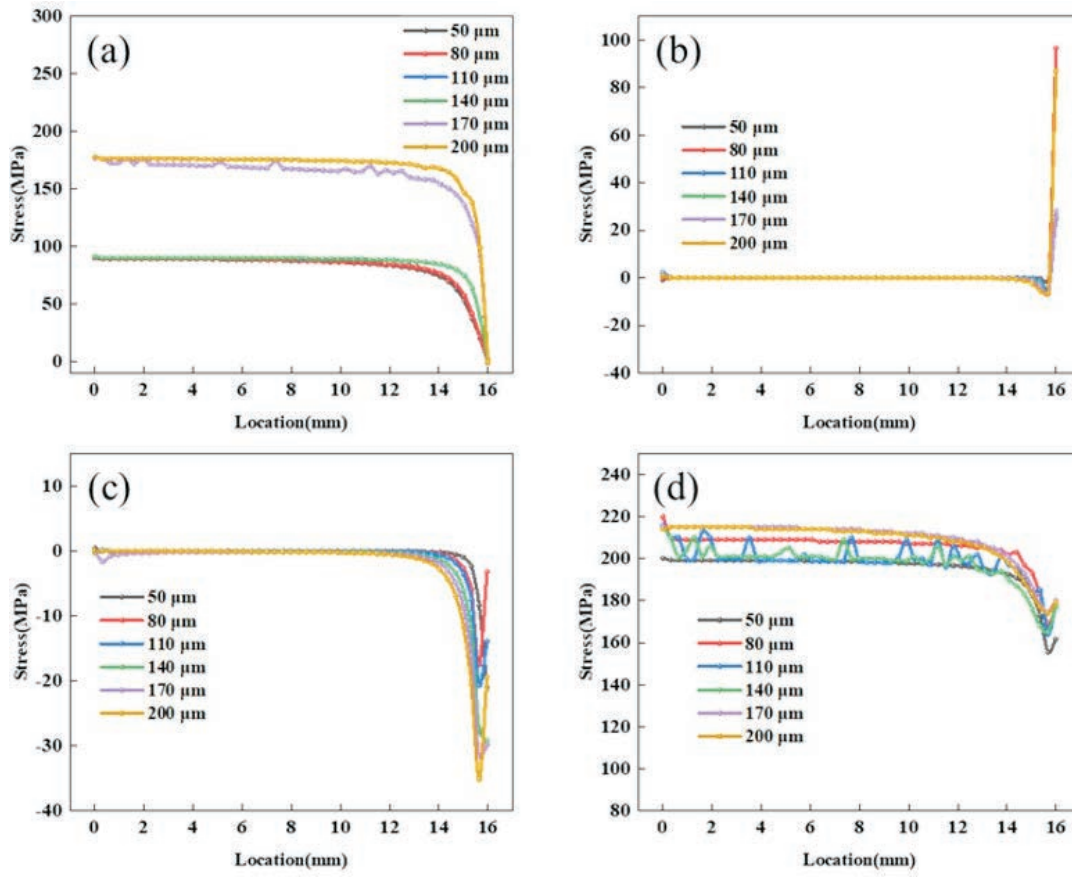 (a)
300
250
200
150
100
50
0
Stress(MPa)
0 2 4 6 8 10 12 14 16
Location(mm)
50 μm
80 μm
110 μm
140 μm
170 μm
200 μm
(b)
100
80
60
40
20
0
-20
-40
Stress(MPa)
0 2 4 6 8 10 12 14 16
Location(mm)
50 μm
80 μm
110 μm
140 μm
170 μm
200 μm
(c)
10
0
-10
-20
-30
-40
Stress(MPa)
0 2 4 6 8 10 12 14 16
Location(mm)
50 μm
80 μm
110 μm
140 μm
170 μm
200 μm
(d)
240
220
200
180
160
140
120
100
80
Stress(MPa)
0 2 4 6 8 10 12 14 16
Location(mm)
50 μm
80 μm
110 μm
140 μm
170 μm
200 μm